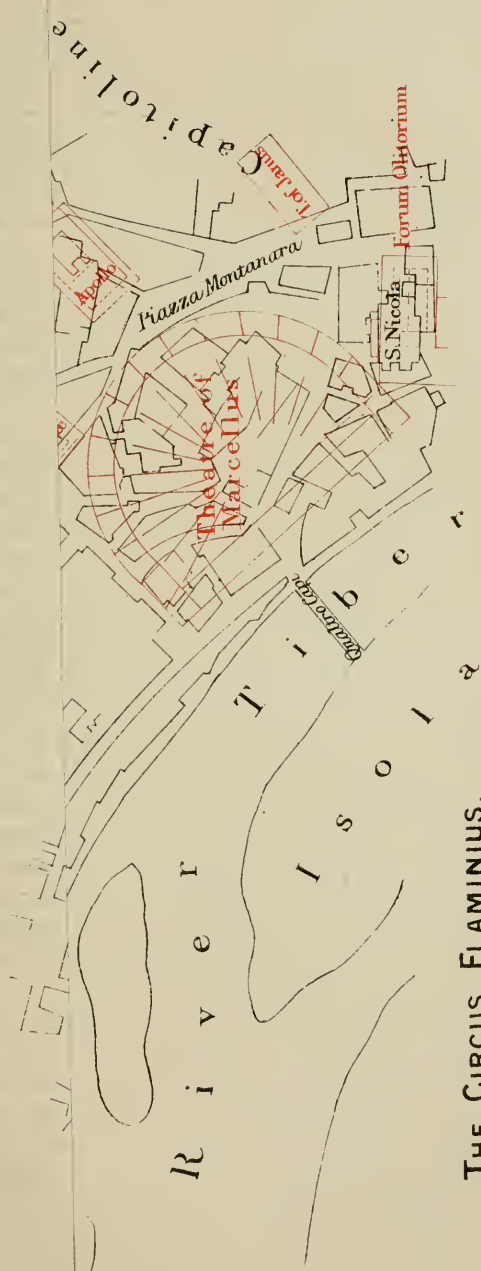 Capitoline
T. of Janus
Apollo
Forum Olitorium
Piazza Montanara
S. Nicola
Theatre of
Marcellus
Quattro Capi
River Tiber
Isola
THE CIRCUS FLAMINIUS.